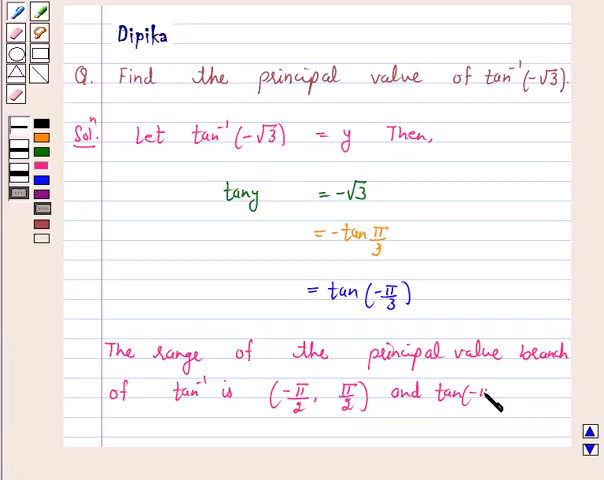 Dipika
Q. Find the principal value of tan⁻¹(-√3).
Solⁿ. Let tan⁻¹(-√3) = y Then,
tany = -√3
= -tan π/3
= tan(-π/3)
The range of the principal value branch
of tan⁻¹ is (-π/2, π/2) and tan(-